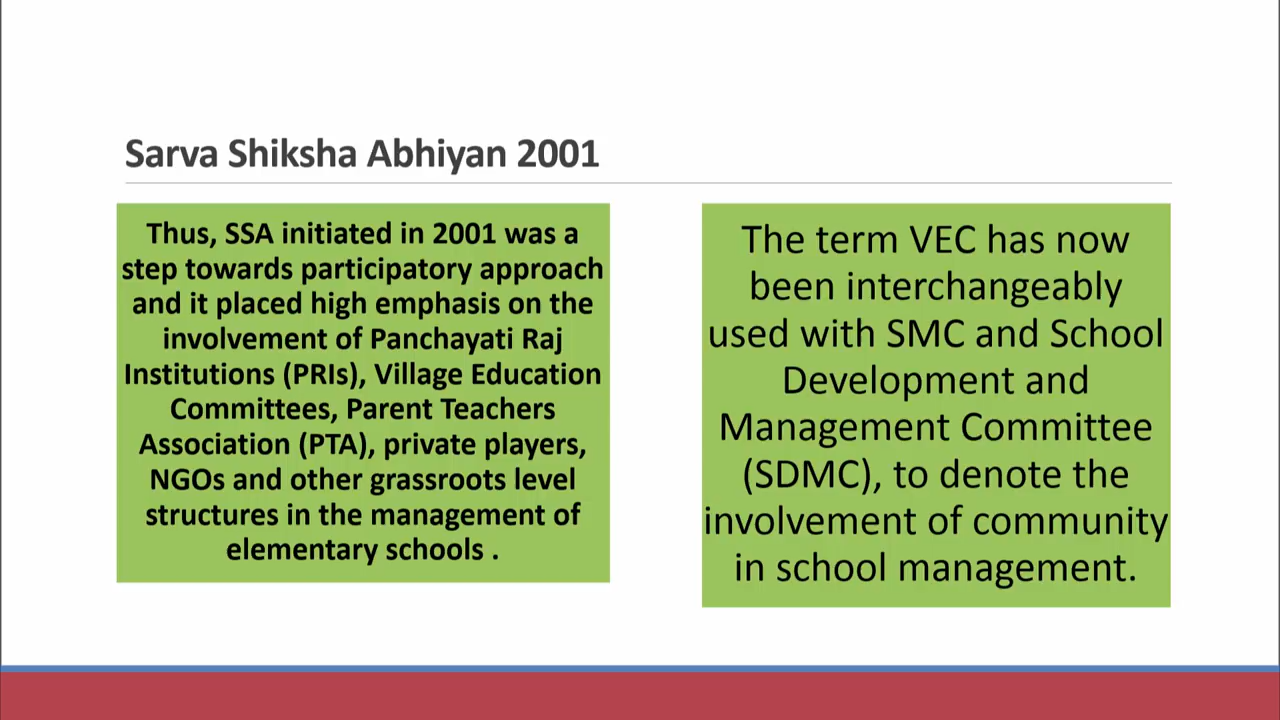 Sarva Shiksha Abhiyan 2001
Thus, SSA initiated in 2001 was a
step towards participatory approach
and it placed high emphasis on the
involvement of Panchayati Raj
Institutions (PRIs), Village Education
Committees, Parent Teachers
Association (PTA), private players,
NGOs and other grassroots level
structures in the management of
elementary schools .
The term VEC has now
been interchangeably
used with SMC and School
Development and
Management Committee
(SDMC), to denote the
involvement of community
in school management.